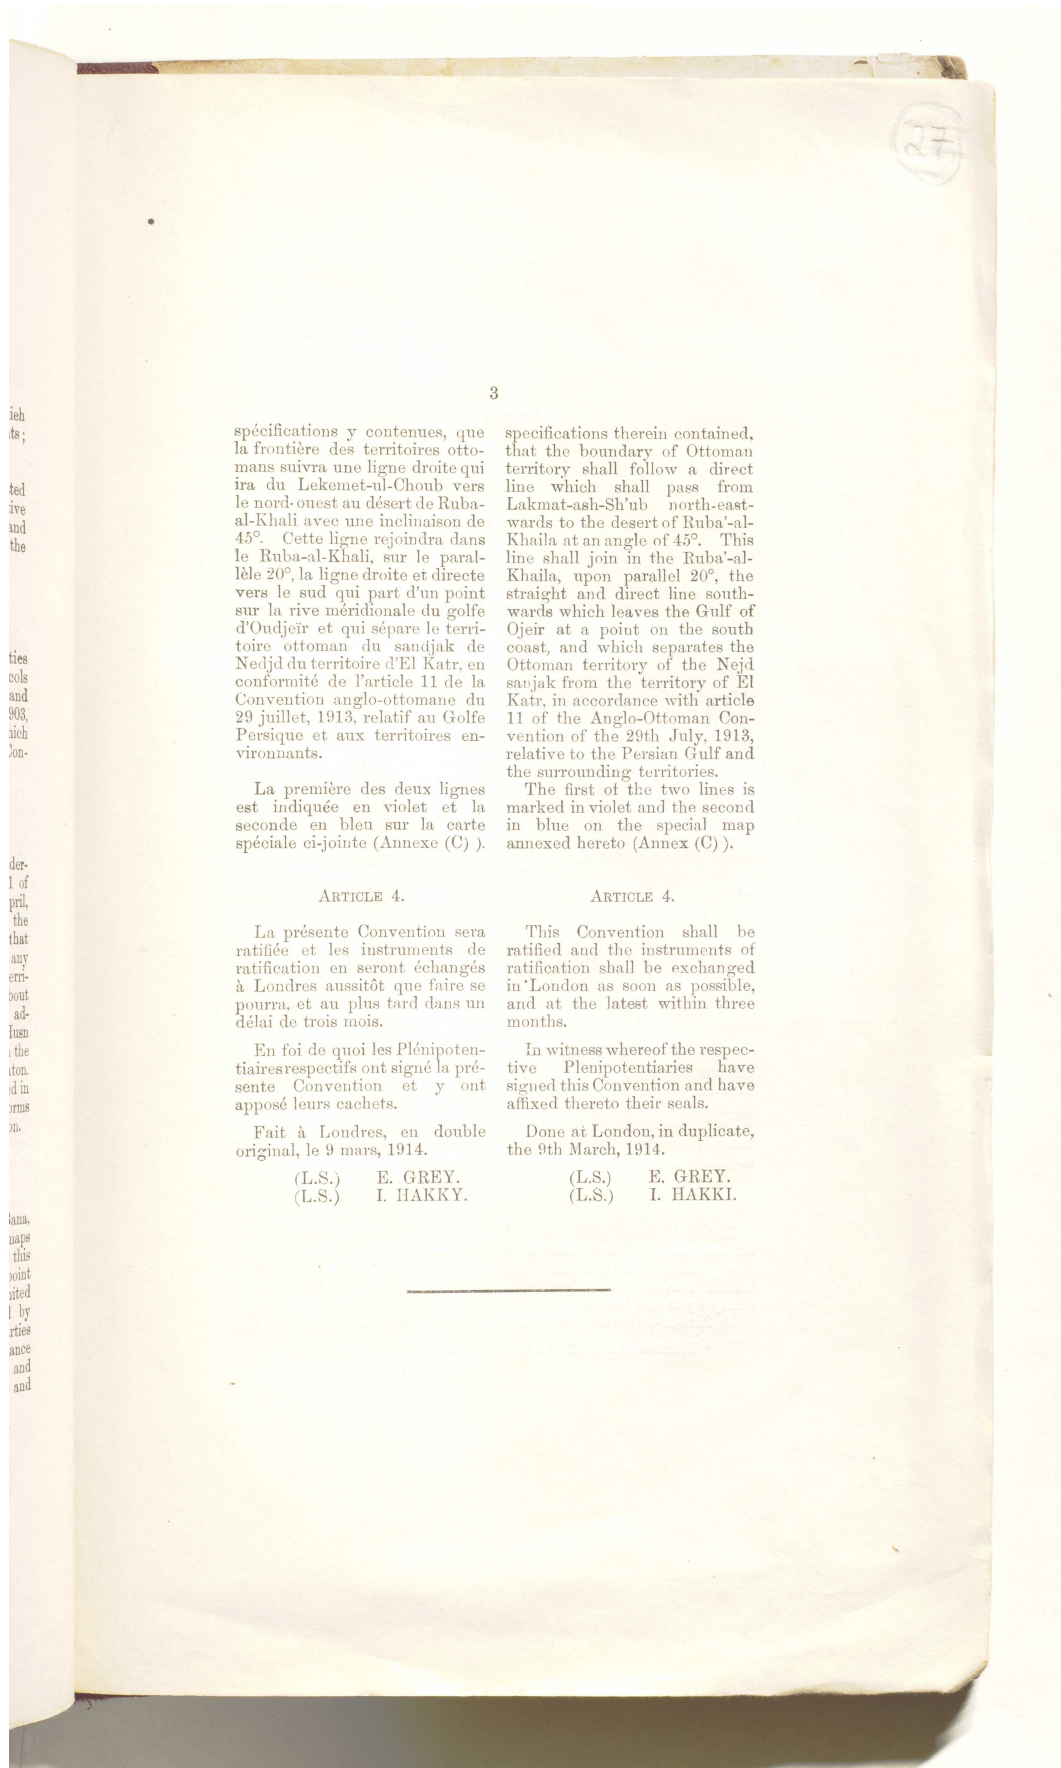 27
3
spécifications y contenues, que
la frontière des territoires otto-
mans suivra une ligne droite qui
ira du Lekemet-ul-Choub vers
le nord-ouest au désert de Ruba-
al-Khali avec une inclinaison de
45°. Cette ligne rejoindra dans
le Ruba-al-Khali, sur le paral-
lèle 20°, la ligne droite et directe
vers le sud qui part d'un point
sur la rive méridionale du golfe
d'Oudjeïr et qui sépare le terri-
toire ottoman du sandjak de
Nedjd du territoire d'El Katr, en
conformité de l'article 11 de la
Convention anglo-ottomane du
29 juillet, 1913, relatif au Golfe
Persique et aux territoires en-
vironnants.
La première des deux lignes
est indiquée en violet et la
seconde en bleu sur la carte
spéciale ci-jointe (Annexe (C) ).
ARTICLE 4.
La présente Convention sera
ratifiée et les instruments de
ratification en seront échangés
à Londres aussitôt que faire se
pourra, et au plus tard dans un
délai de trois mois.
En foi de quoi les Plénipoten-
tiaires respectifs ont signé la pré-
sente Convention et y ont
apposé leurs cachets.
Fait à Londres, en double
original, le 9 mars, 1914.
(L.S.) E. GREY.
(L.S.) I. HAKKY.
specifications therein contained,
that the boundary of Ottoman
territory shall follow a direct
line which shall pass from
Lakmat-ash-Sh'ub north-east-
wards to the desert of Ruba'-al-
Khaila at an angle of 45°. This
line shall join in the Ruba'-al-
Khaila, upon parallel 20°, the
straight and direct line south-
wards which leaves the Gulf of
Ojeir at a point on the south
coast, and which separates the
Ottoman territory of the Nejd
sanjak from the territory of El
Katr, in accordance with article
11 of the Anglo-Ottoman Con-
vention of the 29th July, 1913,
relative to the Persian Gulf and
the surrounding territories.
The first of the two lines is
marked in violet and the second
in blue on the special map
annexed hereto (Annex (C) ).
ARTICLE 4.
This Convention shall be
ratified and the instruments of
ratification shall be exchanged
in London as soon as possible,
and at the latest within three
months.
In witness whereof the respec-
tive Plenipotentiaries have
signed this Convention and have
affixed thereto their seals.
Done at London, in duplicate,
the 9th March, 1914.
(L.S.) E. GREY.
(L.S.) I. HAKKI.